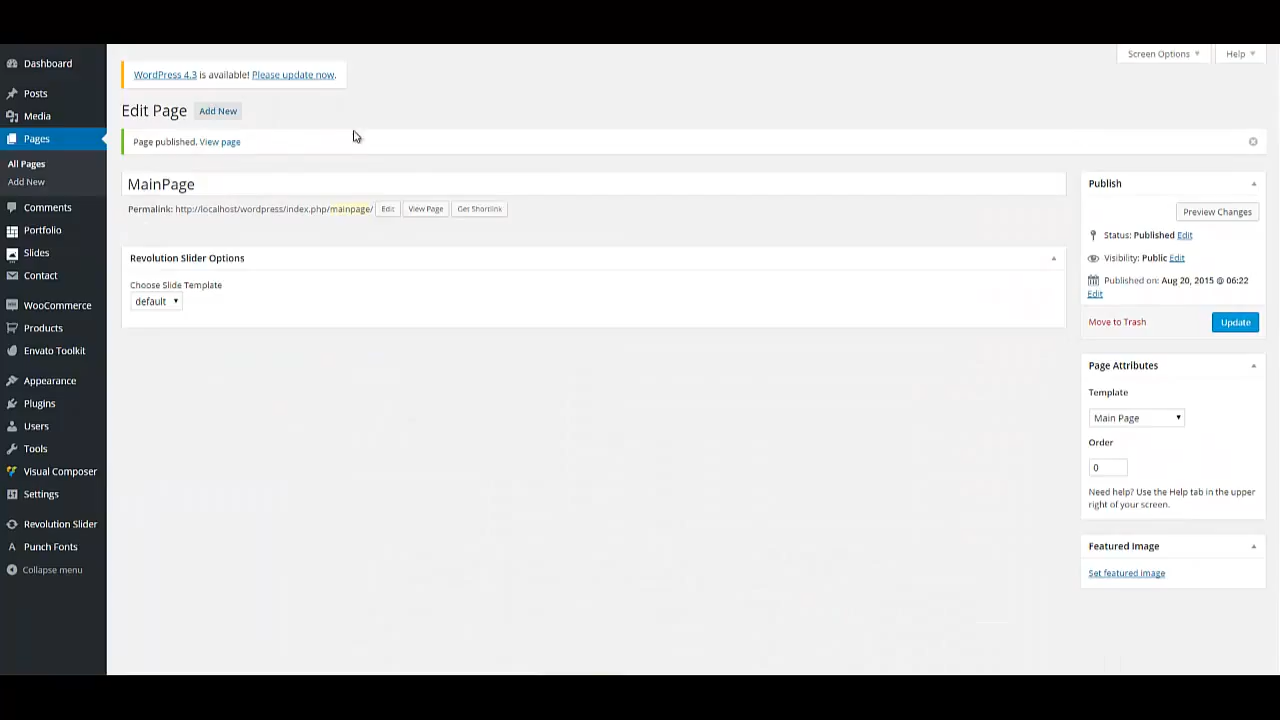 Dashboard
Posts
Media
Pages
All Pages
Add New
Comments
Portfolio
Slides
Contact
WooCommerce
Products
Envato Toolkit
Appearance
Plugins
Users
Tools
Visual Composer
Settings
Revolution Slider
Punch Fonts
Collapse menu
Screen Options
Help
WordPress 4.3 is available! Please update now.
Edit Page Add New
Page published. View page
MainPage
Permalink: http://localhost/wordpress/index.php/mainpage/ Edit View Page Get Shortlink
Revolution Slider Options
Choose Slide Template
default
Publish
Preview Changes
Status: Published Edit
Visibility: Public Edit
Published on: Aug 20, 2015 @ 06:22
Edit
Move to Trash Update
Page Attributes
Template
Main Page
Order
0
Need help? Use the Help tab in the upper
right of your screen.
Featured Image
Set featured image